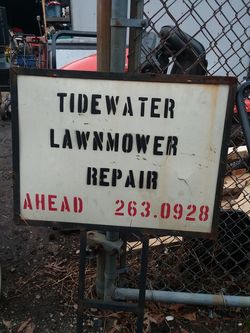 TIDEWATER
LAWNMOWER
REPAIR
AHEAD 263.0928